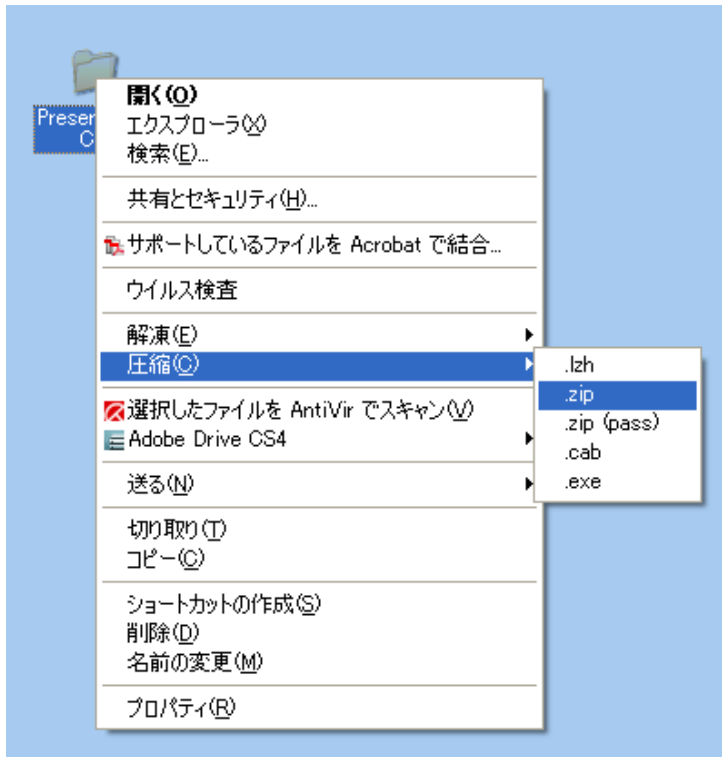 Preser
C
開く(O)
エクスプローラ(X)
検索(E)...
共有とセキュリティ(H)...
サポートしているファイルを Acrobat で結合...
ウイルス検査
解凍(E)
圧縮(C)
選択したファイルを AntiVir でスキャン(V)
Adobe Drive CS4
送る(N)
切り取り(T)
コピー(C)
ショートカットの作成(S)
削除(D)
名前の変更(M)
プロパティ(R)
.lzh
.zip
.zip (pass)
.cab
.exe